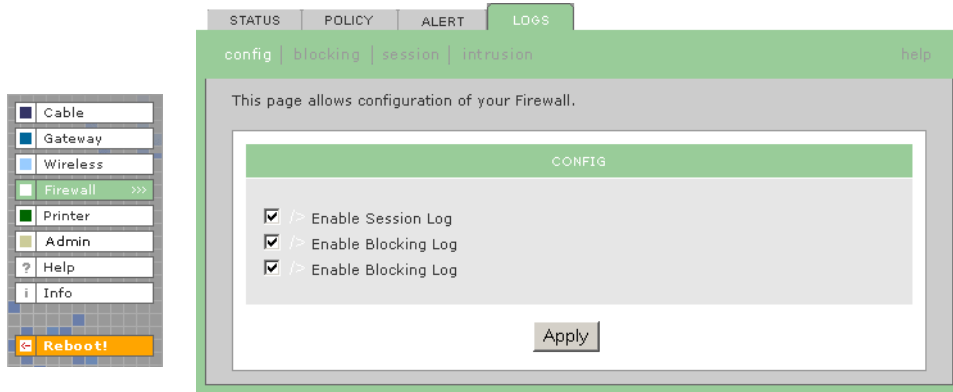 STATUS POLICY ALERT LOGS
config | blocking | session | intrusion help
This page allows configuration of your Firewall.
CONFIG
/> Enable Session Log
/> Enable Blocking Log
/> Enable Blocking Log
Apply
Cable
Gateway
Wireless
Firewall >>>
Printer
Admin
? Help
i Info
Reboot!